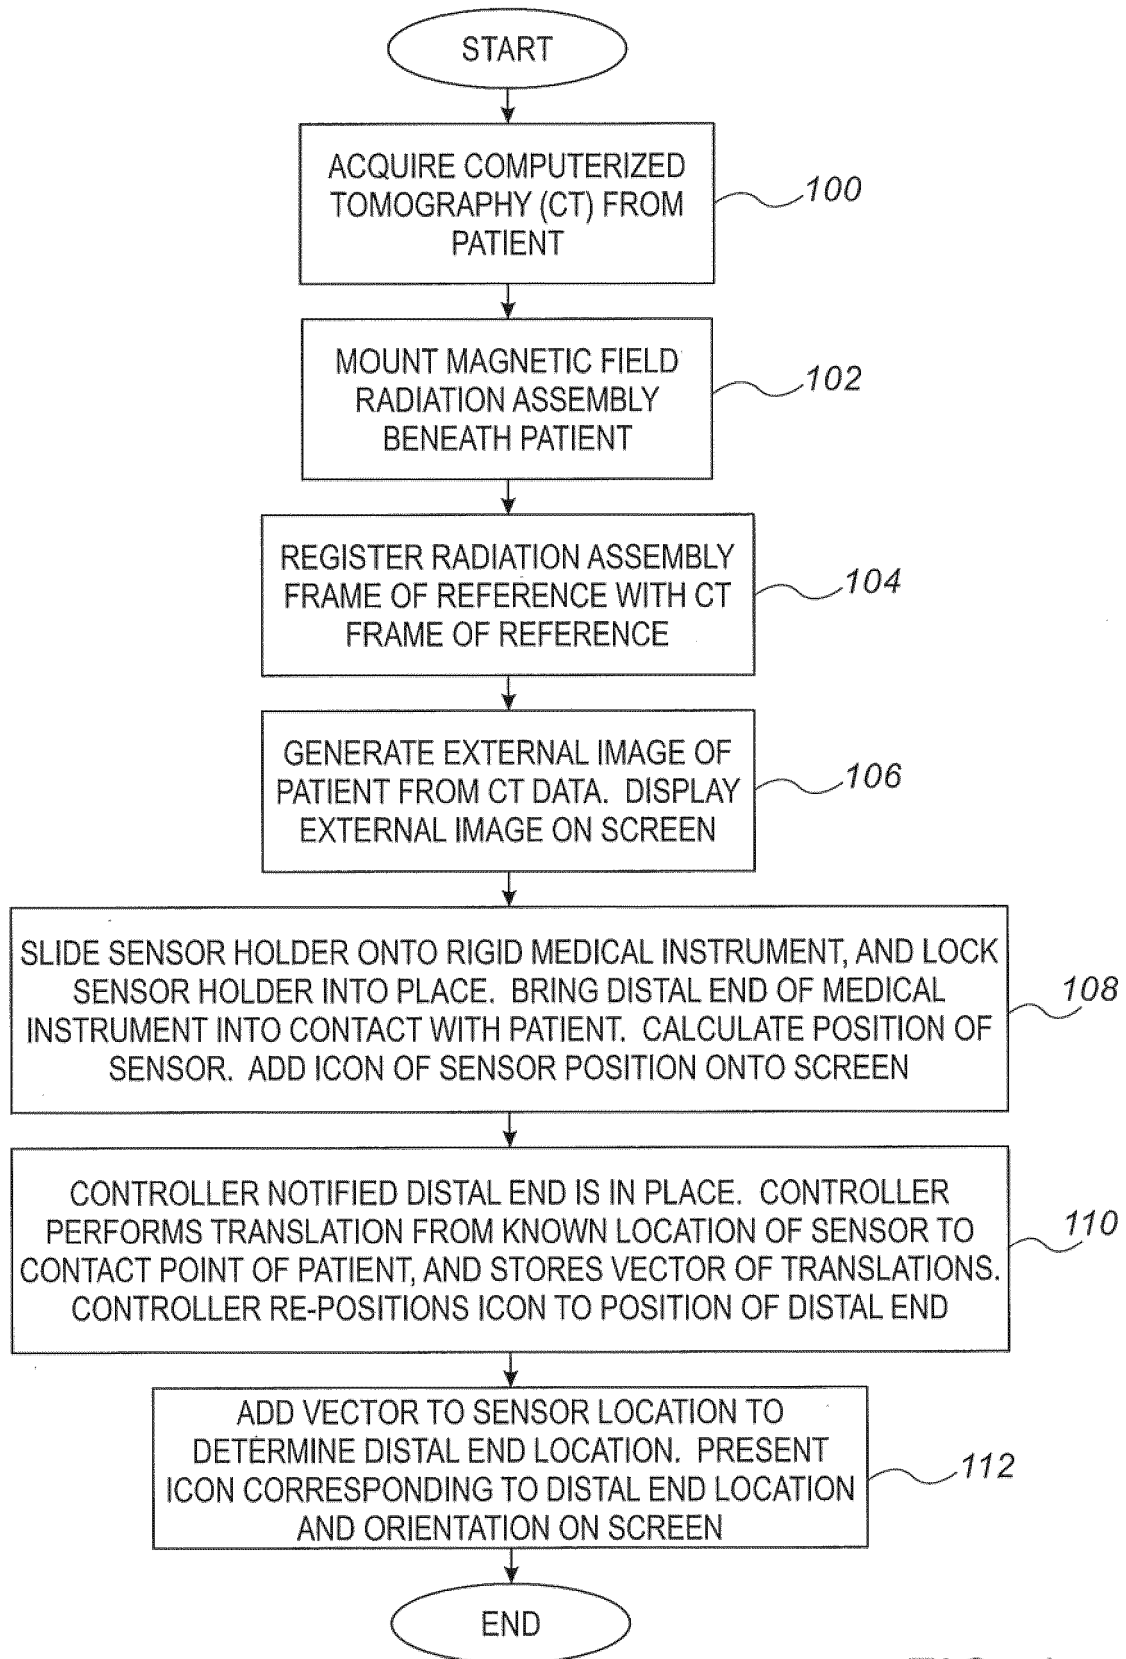 START
ACQUIRE COMPUTERIZED
TOMOGRAPHY (CT) FROM
PATIENT
100
MOUNT MAGNETIC FIELD
RADIATION ASSEMBLY
BENEATH PATIENT
102
REGISTER RADIATION ASSEMBLY
FRAME OF REFERENCE WITH CT
FRAME OF REFERENCE
104
GENERATE EXTERNAL IMAGE OF
PATIENT FROM CT DATA. DISPLAY
EXTERNAL IMAGE ON SCREEN
106
SLIDE SENSOR HOLDER ONTO RIGID MEDICAL INSTRUMENT, AND LOCK
SENSOR HOLDER INTO PLACE. BRING DISTAL END OF MEDICAL
INSTRUMENT INTO CONTACT WITH PATIENT. CALCULATE POSITION OF
SENSOR. ADD ICON OF SENSOR POSITION ONTO SCREEN
108
CONTROLLER NOTIFIED DISTAL END IS IN PLACE. CONTROLLER
PERFORMS TRANSLATION FROM KNOWN LOCATION OF SENSOR TO
CONTACT POINT OF PATIENT, AND STORES VECTOR OF TRANSLATIONS.
CONTROLLER RE-POSITIONS ICON TO POSITION OF DISTAL END
110
ADD VECTOR TO SENSOR LOCATION TO
DETERMINE DISTAL END LOCATION. PRESENT
ICON CORRESPONDING TO DISTAL END LOCATION
AND ORIENTATION ON SCREEN
112
END